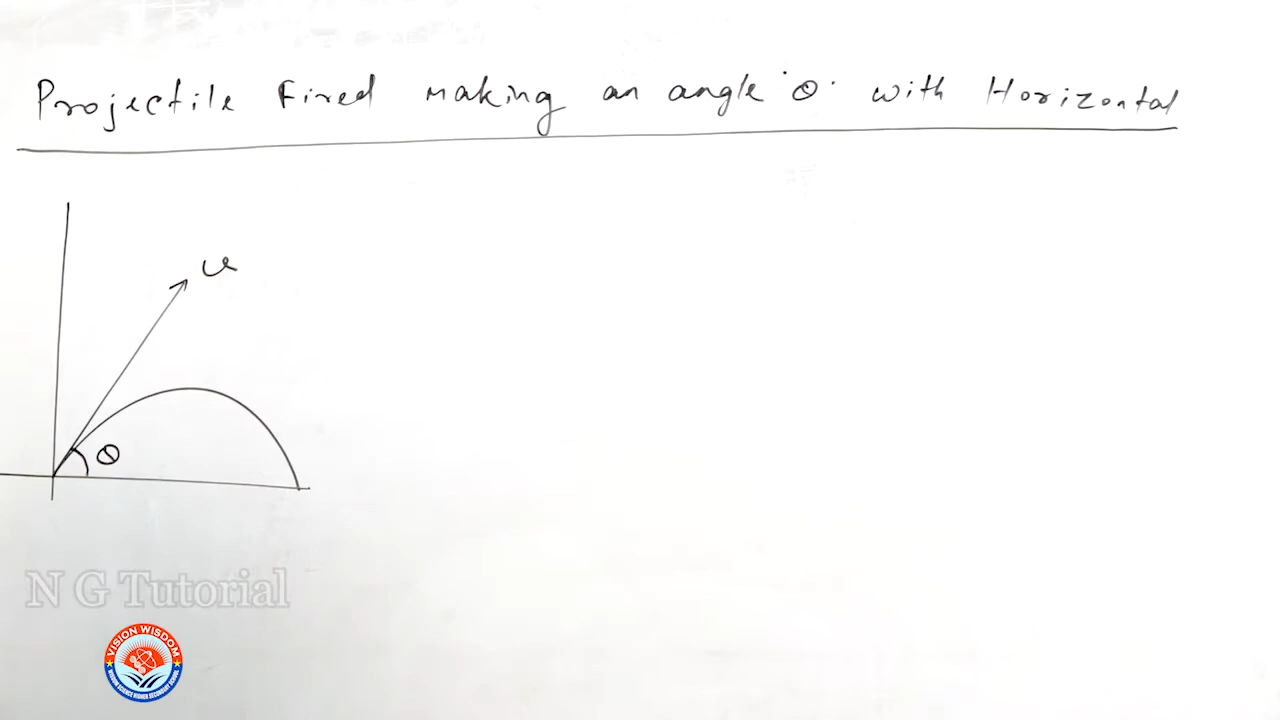 Projectile Fired making an angle 'θ' with Horizontal
u
θ
N G Tutorial
VISION WISDOM